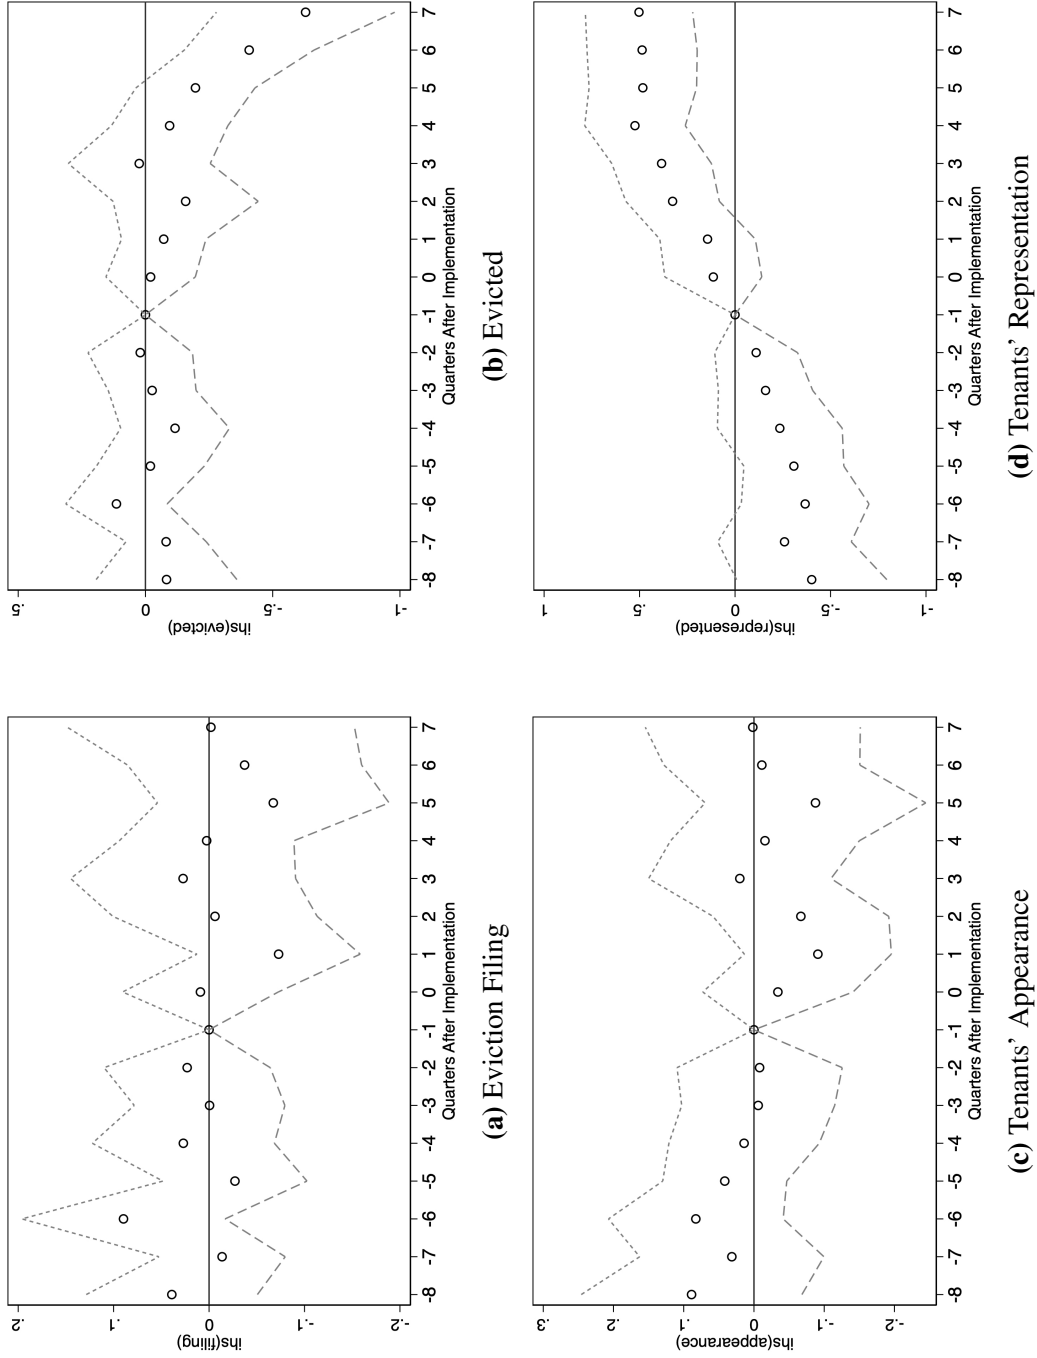 .2
.1
0
-.1
-.2
ihs(filing)
-8 -7 -6 -5 -4 -3 -2 -1 0 1 2 3 4 5 6 7
Quarters After Implementation
(a) Eviction Filing
.5
0
-.5
-1
ihs(evicted)
-8 -7 -6 -5 -4 -3 -2 -1 0 1 2 3 4 5 6 7
Quarters After Implementation
(b) Evicted
.3
.2
.1
0
-.1
-.2
ihs(appearance)
-8 -7 -6 -5 -4 -3 -2 -1 0 1 2 3 4 5 6 7
Quarters After Implementation
(c) Tenants’ Appearance
1
.5
0
-.5
-1
ihs(represented)
-8 -7 -6 -5 -4 -3 -2 -1 0 1 2 3 4 5 6 7
Quarters After Implementation
(d) Tenants’ Representation